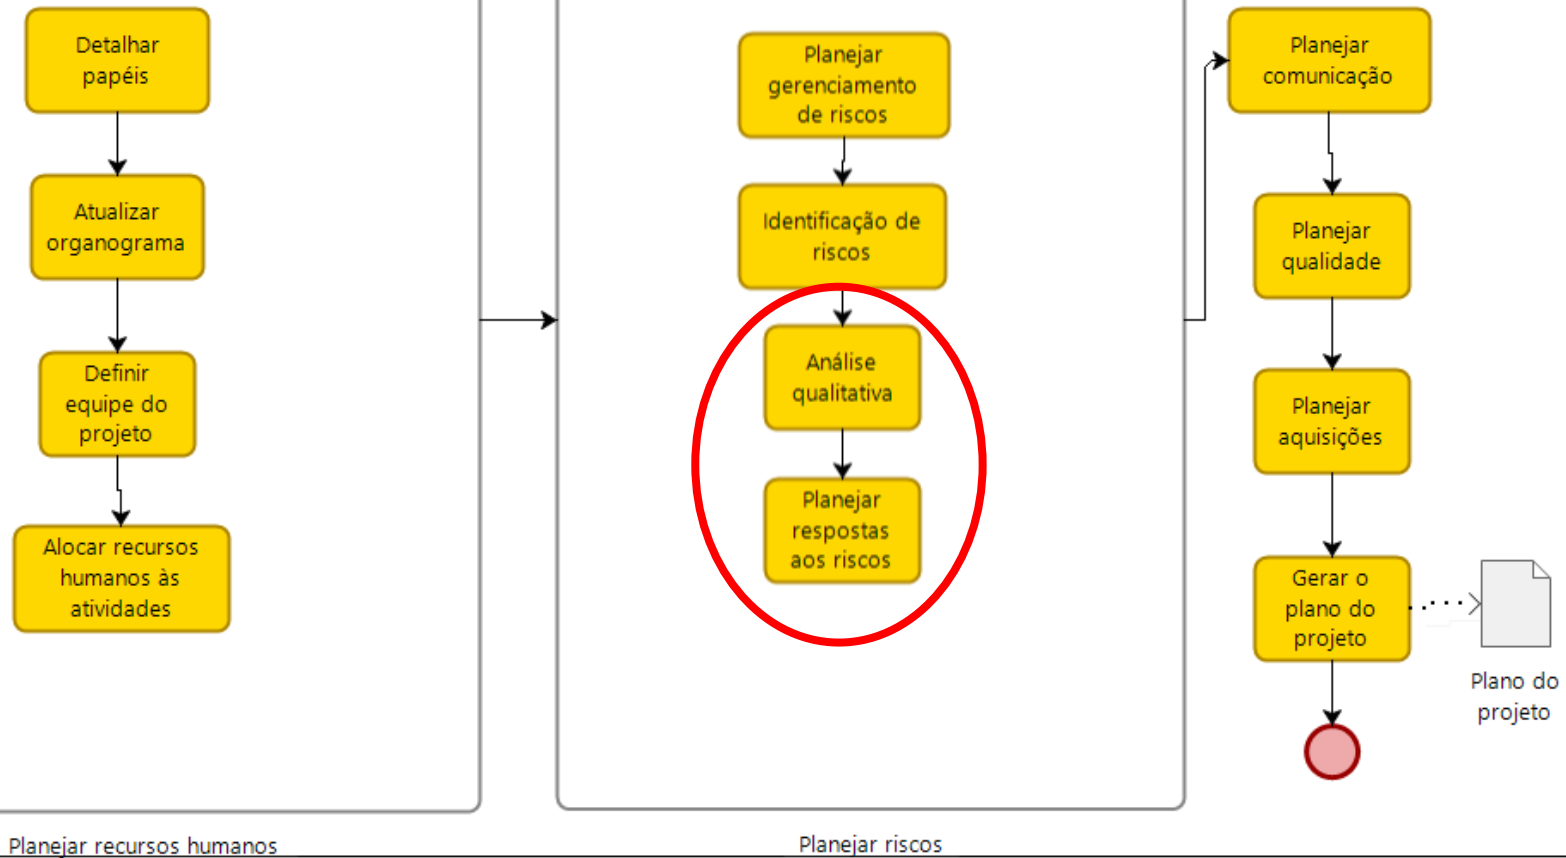 Detalhar
papéis
Atualizar
organograma
Definir
equipe do
projeto
Alocar recursos
humanos às
atividades
Planejar recursos humanos
Planejar
gerenciamento
de riscos
Identificação de
riscos
Análise
qualitativa
Planejar
respostas
aos riscos
Planejar riscos
Planejar
comunicação
Planejar
qualidade
Planejar
aquisições
Gerar o
plano do
projeto
Plano do
projeto